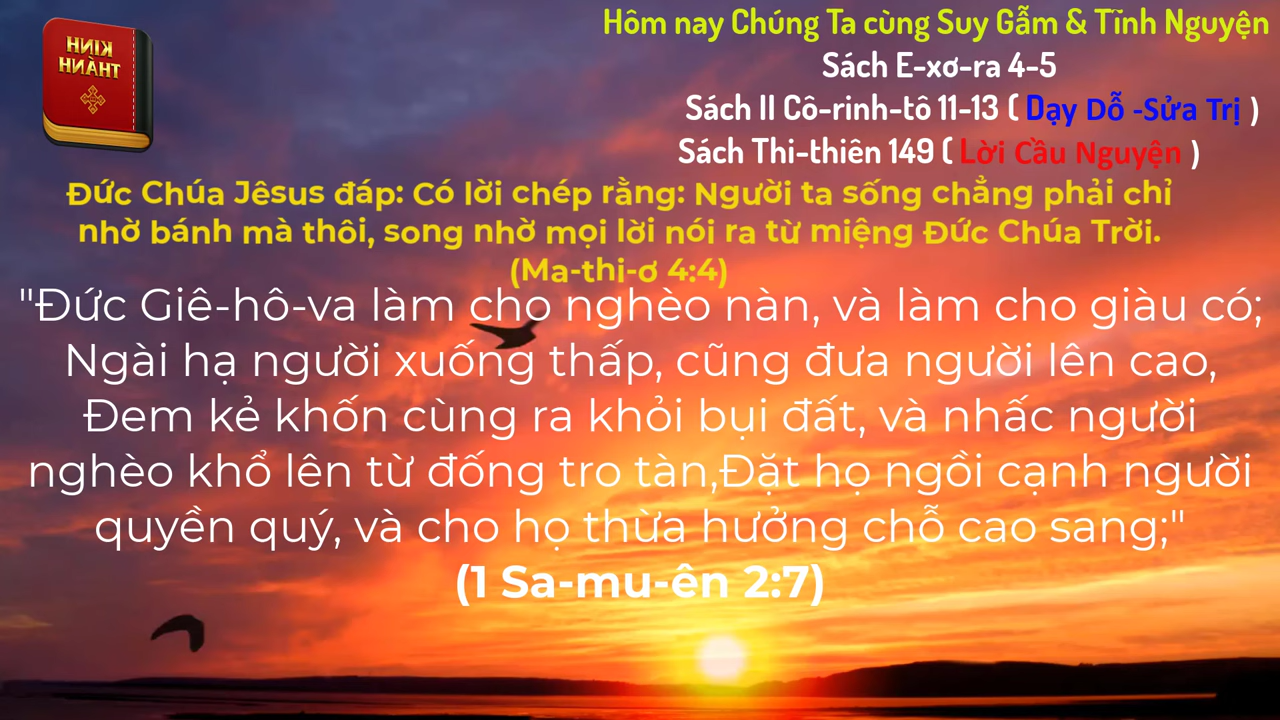 KINH
THÁNH
Hôm nay Chúng Ta cùng Suy Gẫm & Tĩnh Nguyện
Sách E-xơ-ra 4-5
Sách II Cô-rinh-tô 11-13 ( Dạy Dỗ -Sửa Trị )
Sách Thi-thiên 149 ( Lời Cầu Nguyện )
Đức Chúa Jêsus đáp: Có lời chép rằng: Người ta sống chẳng phải chỉ
nhờ bánh mà thôi, song nhờ mọi lời nói ra từ miệng Đức Chúa Trời.
(Ma-thi-ơ 4:4)
"Đức Giê-hô-va làm cho nghèo nàn, và làm cho giàu có;
Ngài hạ người xuống thấp, cũng đưa người lên cao,
Đem kẻ khốn cùng ra khỏi bụi đất, và nhấc người
nghèo khổ lên từ đống tro tàn,Đặt họ ngồi cạnh người
quyền quý, và cho họ thừa hưởng chỗ cao sang;"
(1 Sa-mu-ên 2:7)